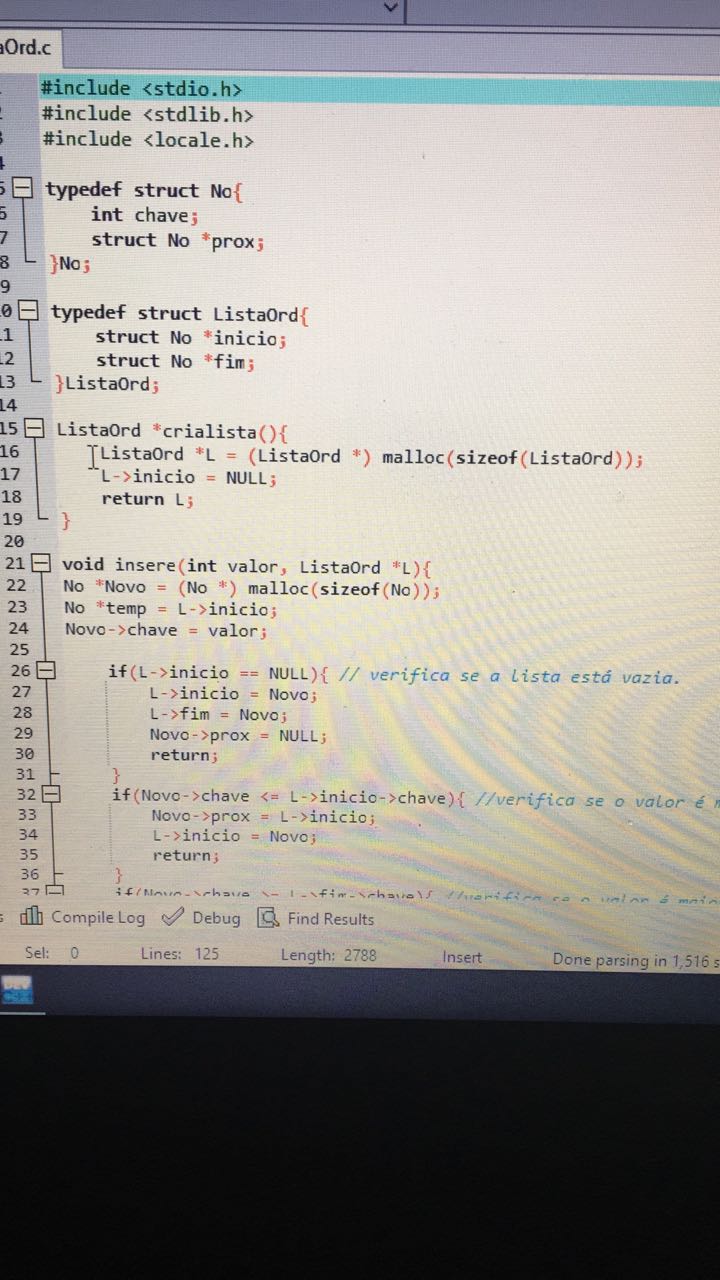 aOrd.c
#include <stdio.h>
2 #include <stdlib.h>
3 #include <locale.h>
4
5 typedef struct No{
6 int chave;
7 struct No *prox;
8 }No;
9
0 typedef struct ListaOrd{
11 struct No *inicio;
12 struct No *fim;
13 }ListaOrd;
14
15 ListaOrd *crialista(){
16 ListaOrd *L = (ListaOrd *) malloc(sizeof(ListaOrd));
17 L->inicio = NULL;
18 return L;
19 }
20
21 void insere(int valor, ListaOrd *L){
22 No *Novo = (No *) malloc(sizeof(No));
23 No *temp = L->inicio;
24 Novo->chave = valor;
25
26 if(L->inicio == NULL){ // verifica se a lista está vazia.
27 L->inicio = Novo;
28 L->fim = Novo;
29 Novo->prox = NULL;
30 return;
31 }
32 if(Novo->chave <= L->inicio->chave){ //verifica se o valor é
33 Novo->prox = L->inicio;
34 L->inicio = Novo;
35 return;
36 }
37
s Compile Log Debug Find Results
Sel: 0 Lines: 125 Length: 2788 Insert Done parsing in 1,516 s
DEV